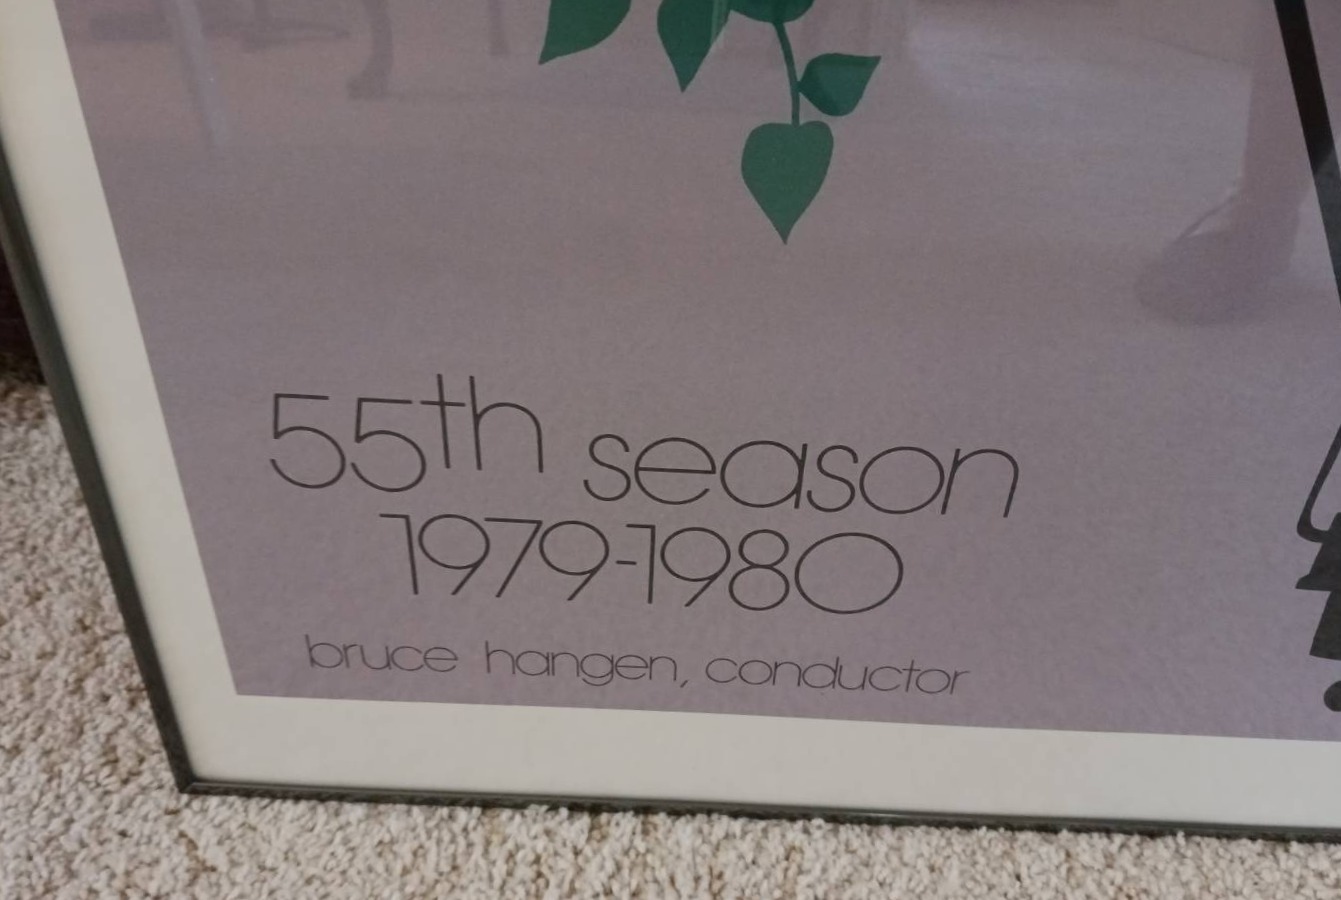 55th season
1979-1980
bruce hangen, conductor